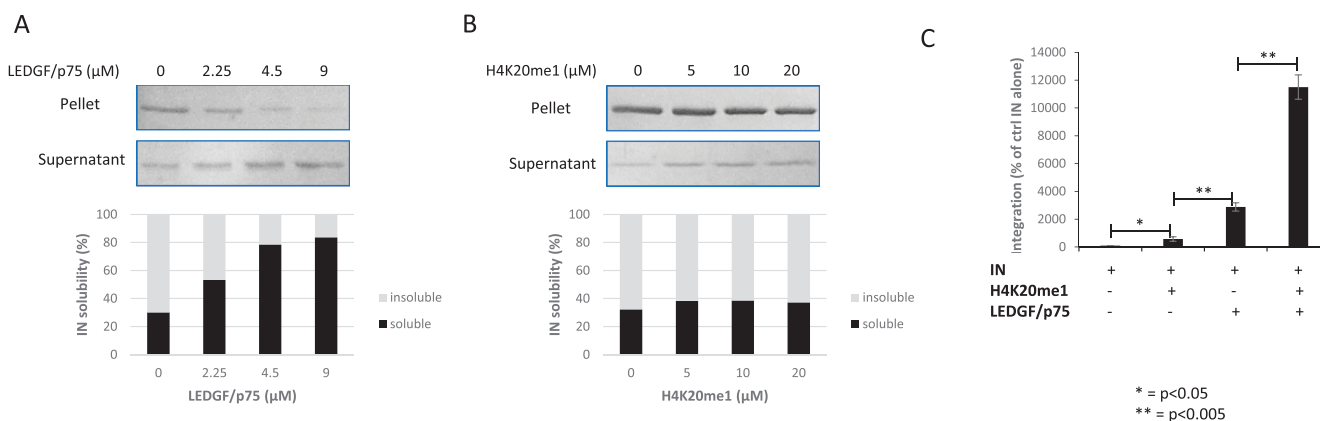 A
LEDGF/p75 (μM) 0 2.25 4.5 9
Pellet
Supernatant
100
80
60
40
20
0
IN solubility (%)
0 2.25 4.5 9
LEDGF/p75 (μM)
insoluble
soluble
B
H4K20me1 (μM) 0 5 10 20
Pellet
Supernatant
100
80
60
40
20
0
IN solubility (%)
0 5 10 20
H4K20me1 (μM)
insoluble
soluble
C
14000
12000
10000
8000
6000
4000
2000
0
Integration (% of ctrl IN alone)
*
**
**
IN + + + +
H4K20me1 - + - +
LEDGF/p75 - - + +
* = p<0.05
** = p<0.005